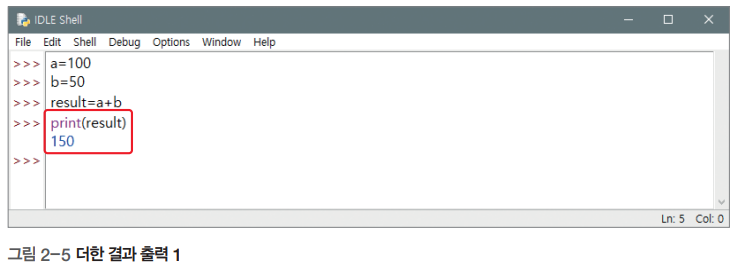 IDLE Shell
File Edit Shell Debug Options Window Help
>>> a=100
>>> b=50
>>> result=a+b
>>> print(result)
150
>>>
Ln: 5 Col: 0
그림 2-5 더한 결과 출력 1